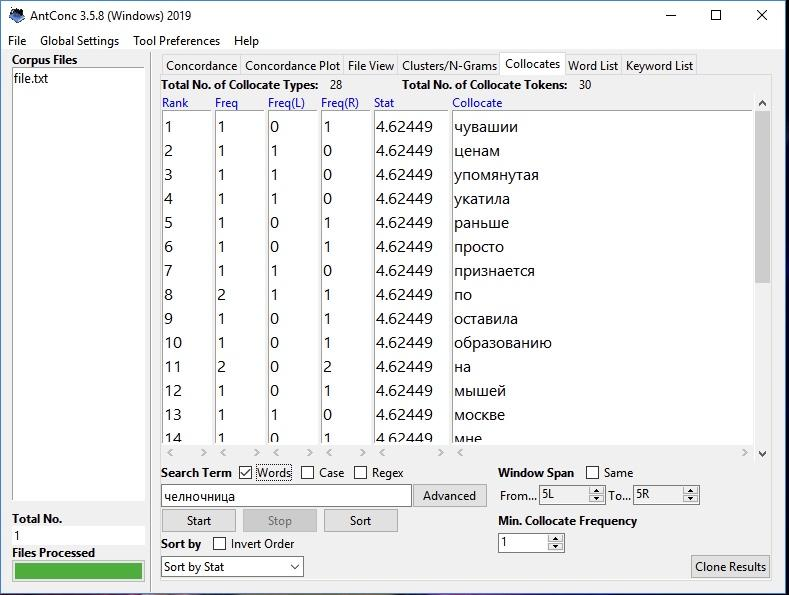 AntConc 3.5.8 (Windows) 2019
File Global Settings Tool Preferences Help
Corpus Files
file.txt
Concordance Concordance Plot File View Clusters/N-Grams Collocates Word List Keyword List
Total No. of Collocate Types: 28 Total No. of Collocate Tokens: 30
Rank Freq Freq(L) Freq(R) Stat Collocate
1 1 0 1 4.62449 чувашии
2 1 1 0 4.62449 ценам
3 1 1 0 4.62449 упомянутая
4 1 1 0 4.62449 укатила
5 1 0 1 4.62449 раньше
6 1 0 1 4.62449 просто
7 1 1 0 4.62449 признается
8 2 1 1 4.62449 по
9 1 0 1 4.62449 оставила
10 1 0 1 4.62449 образованию
11 2 0 2 4.62449 на
12 1 0 1 4.62449 мышей
13 1 1 0 4.62449 москве
14 1 0 1 4.62449 мне
Search Term Words Case Regex
челночница Advanced
Start Stop Sort
Sort by Invert Order
Sort by Stat
Window Span Same
From... 5L To... 5R
Min. Collocate Frequency
1
Clone Results
Total No.
1
Files Processed